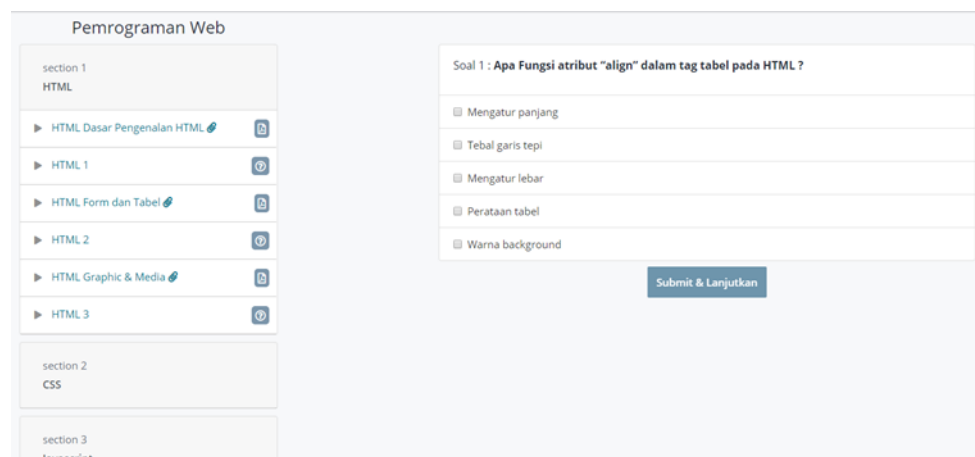 Pemrograman Web
section 1
HTML
HTML Dasar Pengenalan HTML
HTML 1
HTML Form dan Tabel
HTML 2
HTML Graphic & Media
HTML 3
section 2
CSS
section 3
Soal 1 : Apa Fungsi atribut “align” dalam tag tabel pada HTML ?
Mengatur panjang
Tebal garis tepi
Mengatur lebar
Perataan tabel
Warna background
Submit & Lanjutkan